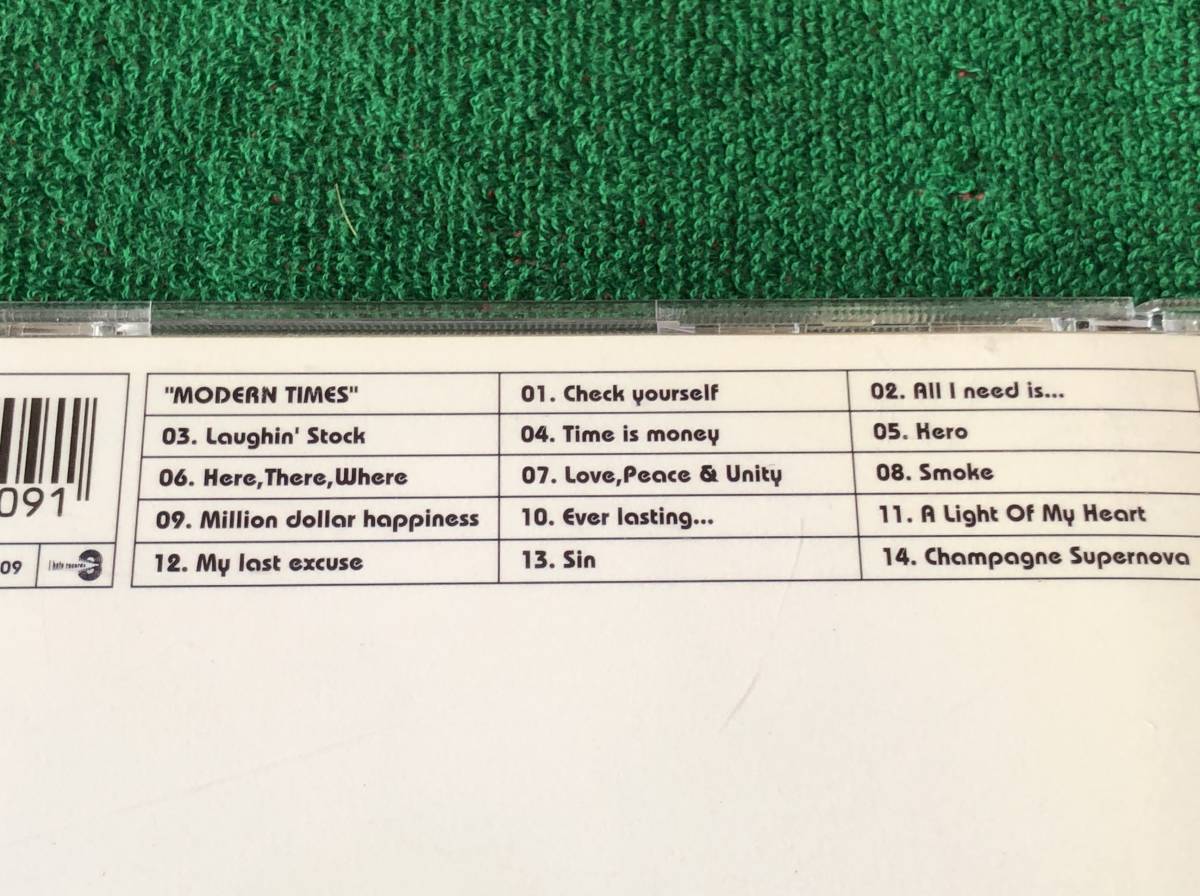 "MODERN TIMES" 01. Check yourself 02. All I need is...
03. Laughin' Stock 04. Time is money 05. Hero
06. Here,There,Where 07. Love,Peace & Unity 08. Smoke
09. Million dollar happiness 10. Ever lasting... 11. A Light Of My Heart
12. My last excuse 13. Sin 14. Champagne Supernova
091
09